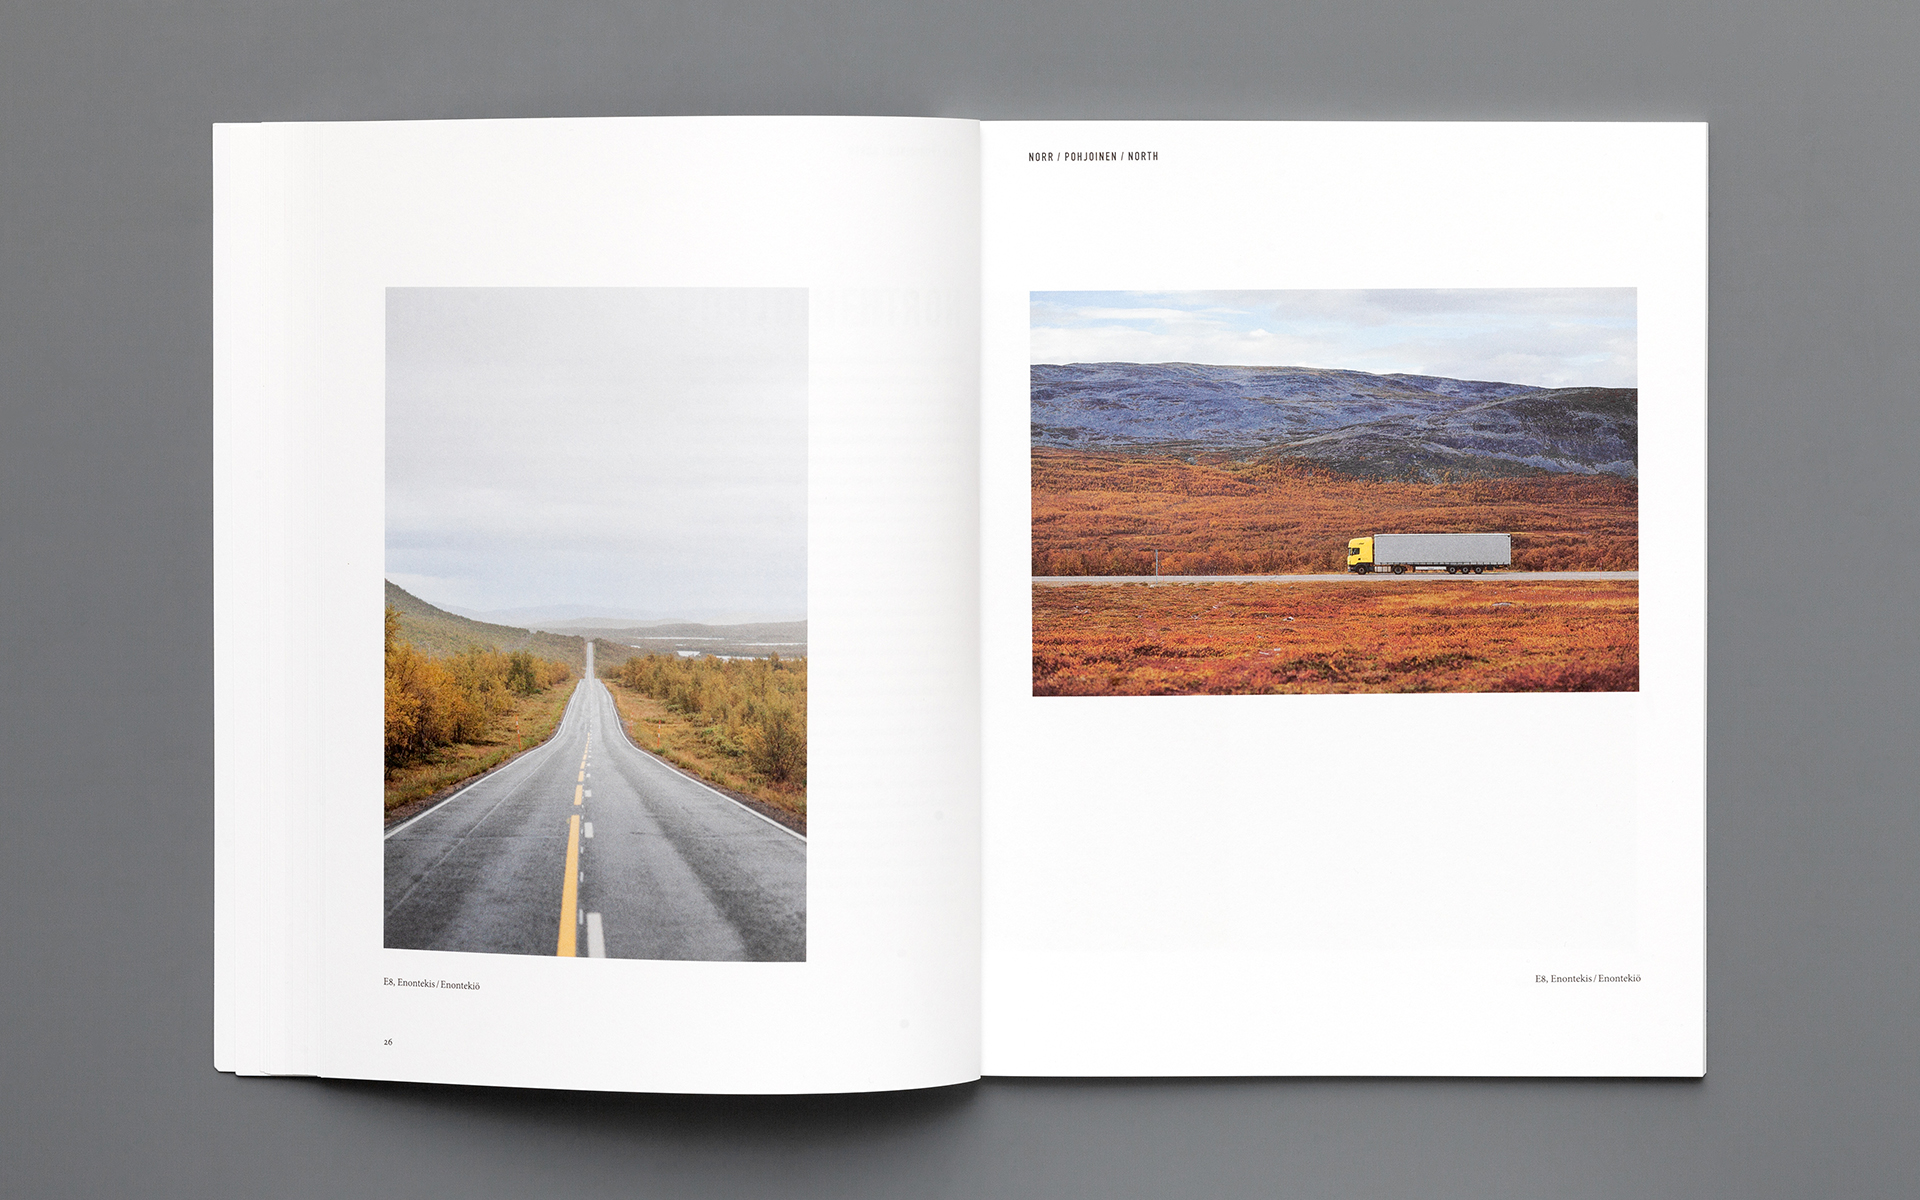 E8, Enontekis / Enontekiö
26
NORR / POHJOINEN / NORTH
E8, Enontekis / Enontekiö